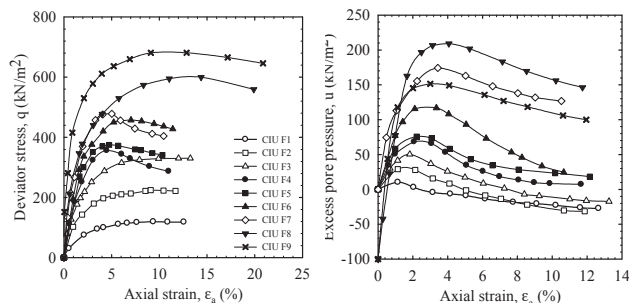 Deviator stress, q (kN/m²)
800
600
400
200
0
0 5 10 15 20 25
Axial strain, εa (%)
CIU F1
CIU F2
CIU F3
CIU F4
CIU F5
CIU F6
CIU F7
CIU F8
CIU F9
Excess pore pressure, u (kN/m²)
250
200
150
100
50
0
-50
-100
0 2 4 6 8 10 12 14
Axial strain, εa (%)